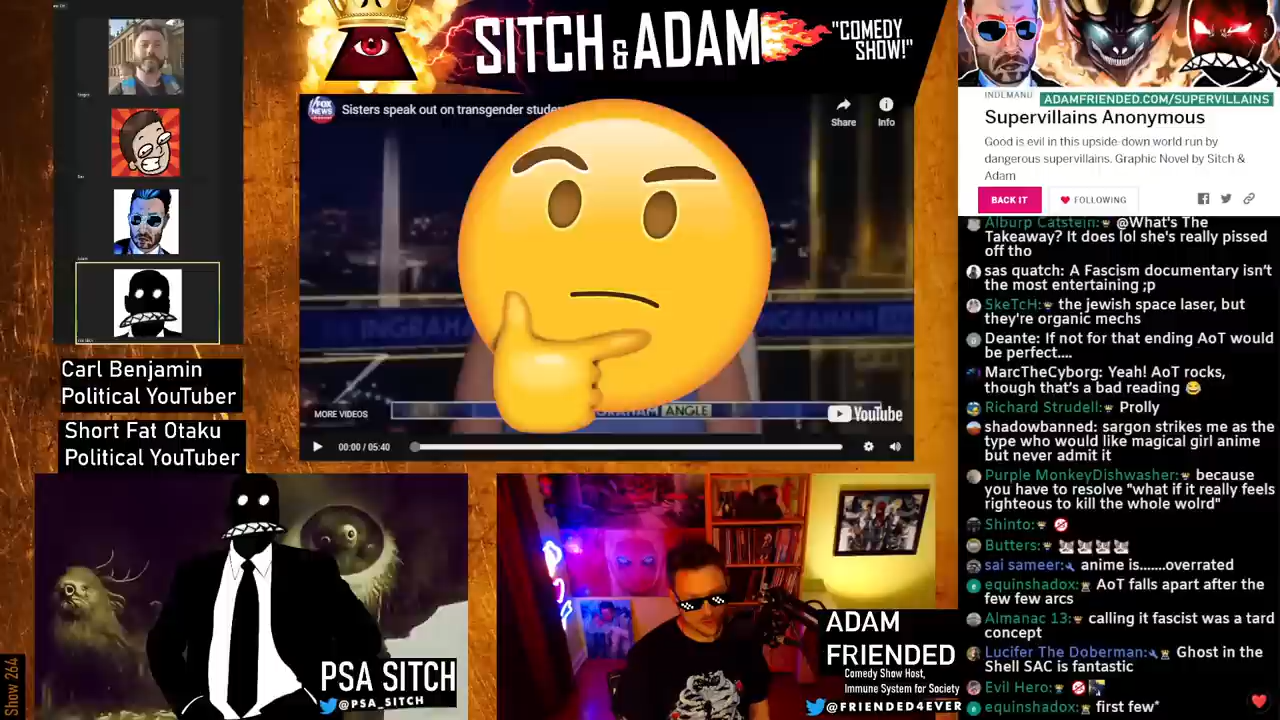 SITCH & ADAM
"COMEDY
SHOW!"
FOX
NEWS
Sisters speak out on transgender stude
Share
Info
INGRAHAM
MORE VIDEOS
ANGLE
YouTube
00:00 / 05:40
Carl Benjamin
Political YouTuber
Short Fat Otaku
Political YouTuber
PSA SITCH
@PSA_SITCH
Show 264
ADAM
FRIENDED
Comedy Show Host,
Immune System for Society
@FRIENDED4EVER
ADAMFRIENDED.COM/SUPERVILLAINS
Supervillains Anonymous
Good is evil in this upside-down world run by
dangerous supervillains. Graphic Novel by Sitch &
Adam
BACK IT
FOLLOWING
Alburp Catstein: @What's The
Takeaway? It does lol she's really pissed
off tho
sas quatch: A Fascism documentary isn't
the most entertaining ;p
SkeTcH: the jewish space laser, but
they're organic mechs
Deante: If not for that ending AoT would
be perfect....
MarcTheCyborg: Yeah! AoT rocks,
though that's a bad reading 😂
Richard Strudell: Prolly
shadowbanned: sargon strikes me as the
type who would like magical girl anime
but never admit it
Purple MonkeyDishwasher: because
you have to resolve "what if it really feels
righteous to kill the whole wolrd"
Shinto:
Butters:
sai sameer: anime is.......overrated
equinshadox: AoT falls apart after the
few few arcs
Almanac 13: calling it fascist was a tard
concept
Lucifer The Doberman: Ghost in the
Shell SAC is fantastic
Evil Hero:
equinshadox: first few*